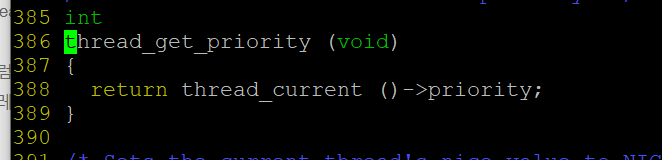 385 int
386 thread_get_priority (void)
387 {
388   return thread_current ()->priority;
389 }
390